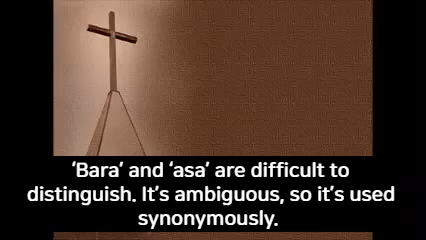 ‘Bara’ and ‘asa’ are difficult to
distinguish. It’s ambiguous, so it’s used
synonymously.